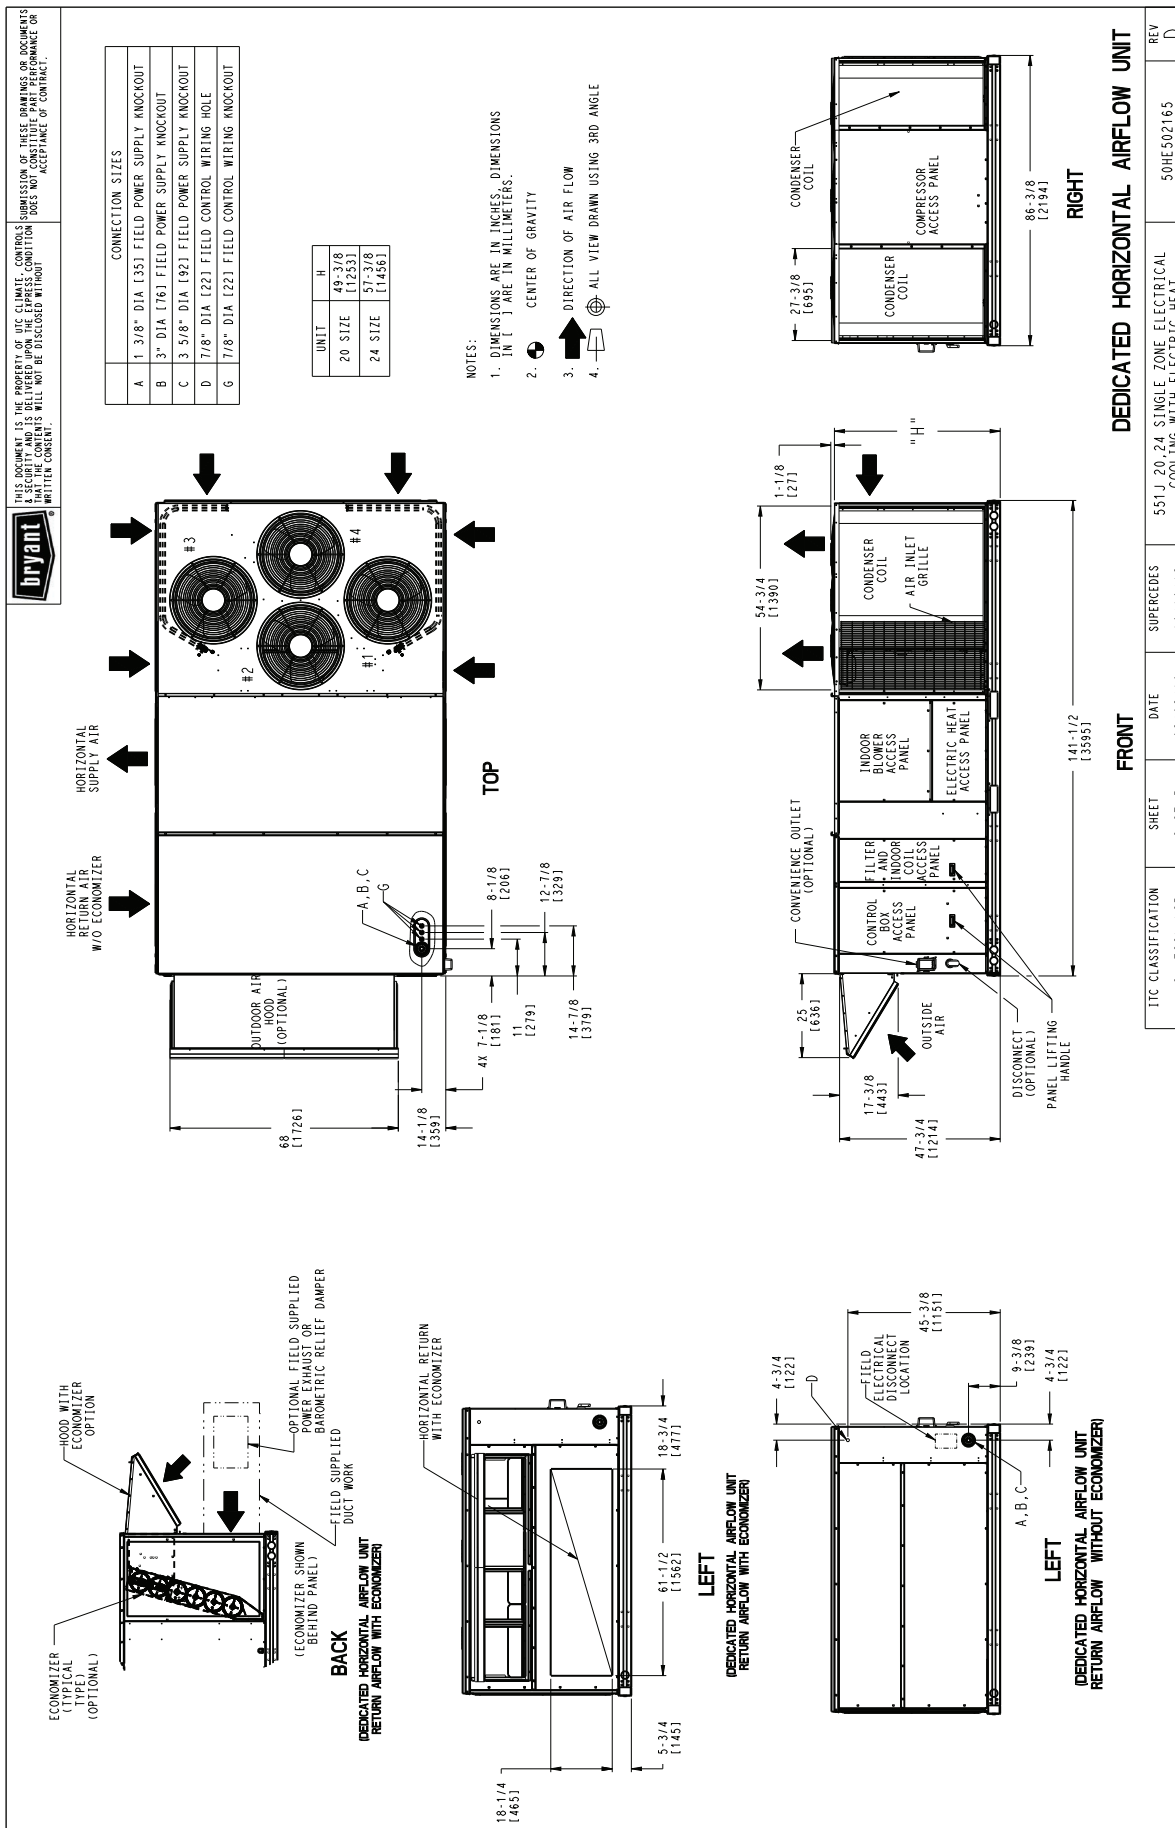 bryant
®
THIS DOCUMENT IS THE PROPERTY OF UTC CLIMATE, CONTROLS
& SECURITY AND IS DELIVERED UPON THE EXPRESS CONDITION
THAT THE CONTENTS WILL NOT BE DISCLOSED WITHOUT
WRITTEN CONSENT.
SUBMISSION OF THESE DRAWINGS OR DOCUMENTS
DOES NOT CONSTITUTE PART PERFORMANCE OR
ACCEPTANCE OF CONTRACT.
CONNECTION SIZES
A 1 3/8" DIA [35] FIELD POWER SUPPLY KNOCKOUT
B 3" DIA [76] FIELD POWER SUPPLY KNOCKOUT
C 3 5/8" DIA [92] FIELD POWER SUPPLY KNOCKOUT
D 7/8" DIA [22] FIELD CONTROL WIRING HOLE
G 7/8" DIA [22] FIELD CONTROL WIRING KNOCKOUT
UNIT H
20 SIZE 49-3/8
[1253]
24 SIZE 57-3/8
[1456]
NOTES:
1. DIMENSIONS ARE IN INCHES, DIMENSIONS
IN [ ] ARE IN MILLIMETERS.
2. CENTER OF GRAVITY
3. DIRECTION OF AIR FLOW
4. ALL VIEW DRAWN USING 3RD ANGLE
ECONOMIZER
(TYPICAL
TYPE)
(OPTIONAL)
HOOD WITH
ECONOMIZER
OPTION
OPTIONAL FIELD SUPPLIED
POWER EXHAUST OR
BAROMETRIC RELIEF DAMPER
FIELD SUPPLIED
DUCT WORK
(ECONOMIZER SHOWN
BEHIND PANEL)
BACK
(DEDICATED HORIZONTAL AIRFLOW UNIT
RETURN AIRFLOW WITH ECONOMIZER)
HORIZONTAL
RETURN AIR
W/O ECONOMIZER
HORIZONTAL
SUPPLY AIR
OUTDOOR AIR
HOOD
(OPTIONAL)
#1
#2
#3
#4
A,B,C
G
68
[1726]
14-1/8
[359]
4X 7-1/8
[181]
8-1/8
[206]
11
[279]
12-7/8
[329]
14-7/8
[379]
TOP
HORIZONTAL RETURN
WITH ECONOMIZER
18-1/4
[465]
5-3/4
[145]
61-1/2
[1562]
18-3/4
[477]
LEFT
(DEDICATED HORIZONTAL AIRFLOW UNIT
RETURN AIRFLOW WITH ECONOMIZER)
4-3/4
[122]
D
FIELD
ELECTRICAL
DISCONNECT
LOCATION
45-3/8
[1151]
9-3/8
[239]
4-3/4
[122]
A,B,C
LEFT
(DEDICATED HORIZONTAL AIRFLOW UNIT
RETURN AIRFLOW WITHOUT ECONOMIZER)
25
[636]
17-3/8
[443]
47-3/4
[1214]
OUTSIDE
AIR
DISCONNECT
(OPTIONAL)
PANEL LIFTING
HANDLE
CONVENIENCE OUTLET
(OPTIONAL)
CONTROL
BOX
ACCESS
PANEL
FILTER
AND
INDOOR
COIL
ACCESS
PANEL
INDOOR
BLOWER
ACCESS
PANEL
ELECTRIC HEAT
ACCESS PANEL
CONDENSER
COIL
AIR INLET
GRILLE
54-3/4
[1390]
1-1/8
[27]
"H"
141-1/2
[3595]
FRONT
27-3/8
[695]
CONDENSER
COIL
CONDENSER
COIL
COMPRESSOR
ACCESS PANEL
86-3/8
[2194]
RIGHT
DEDICATED HORIZONTAL AIRFLOW UNIT
ITC CLASSIFICATION
SHEET
DATE
SUPERCEDES
551J 20,24 SINGLE ZONE ELECTRICAL
COOLING WITH ELECTRIC HEAT
50HE502165
REV
D